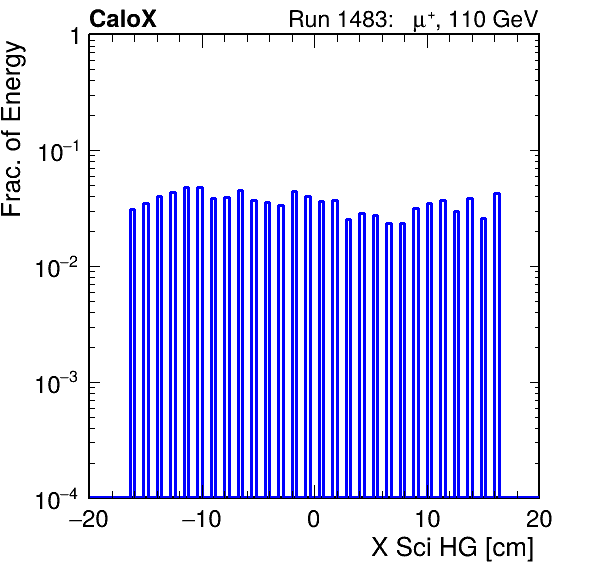 CaloX Run 1483: μ⁺, 110 GeV
Frac. of Energy
1
10⁻¹
10⁻²
10⁻³
10⁻⁴
−20 −10 0 10 20
X Sci HG [cm]